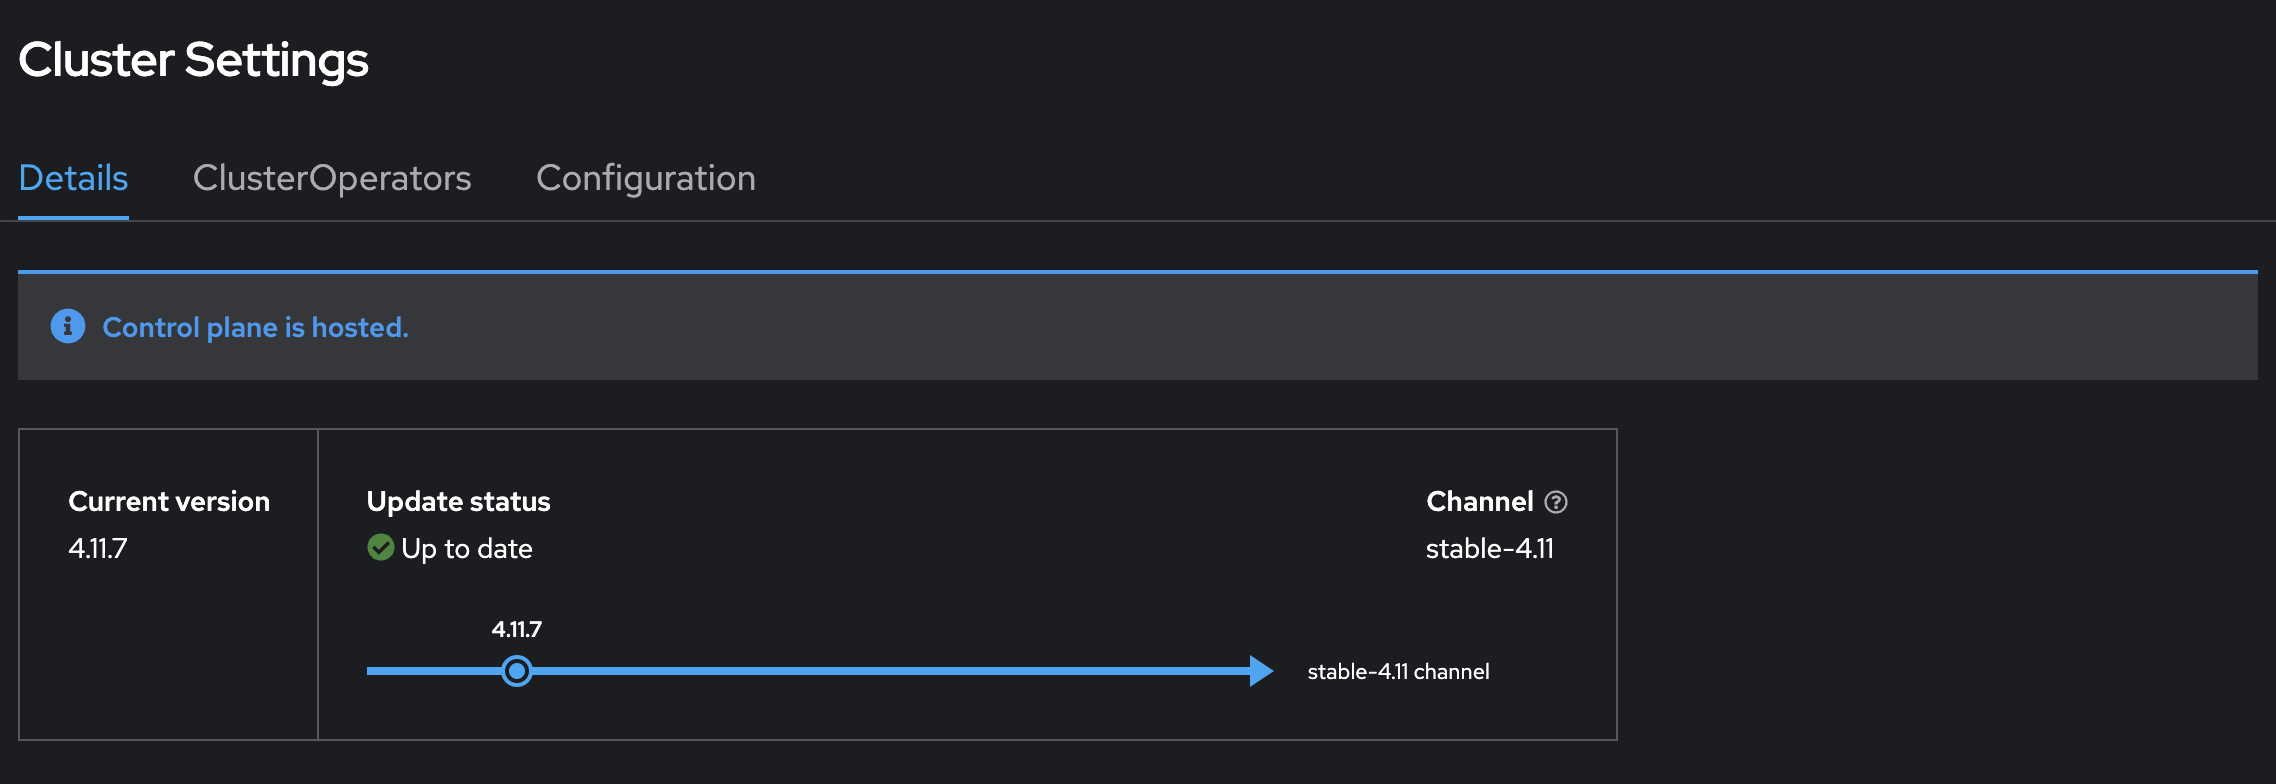 Cluster Settings
Details ClusterOperators Configuration
Control plane is hosted.
Current version Update status Channel
4.11.7 Up to date stable-4.11
4.11.7
stable-4.11 channel